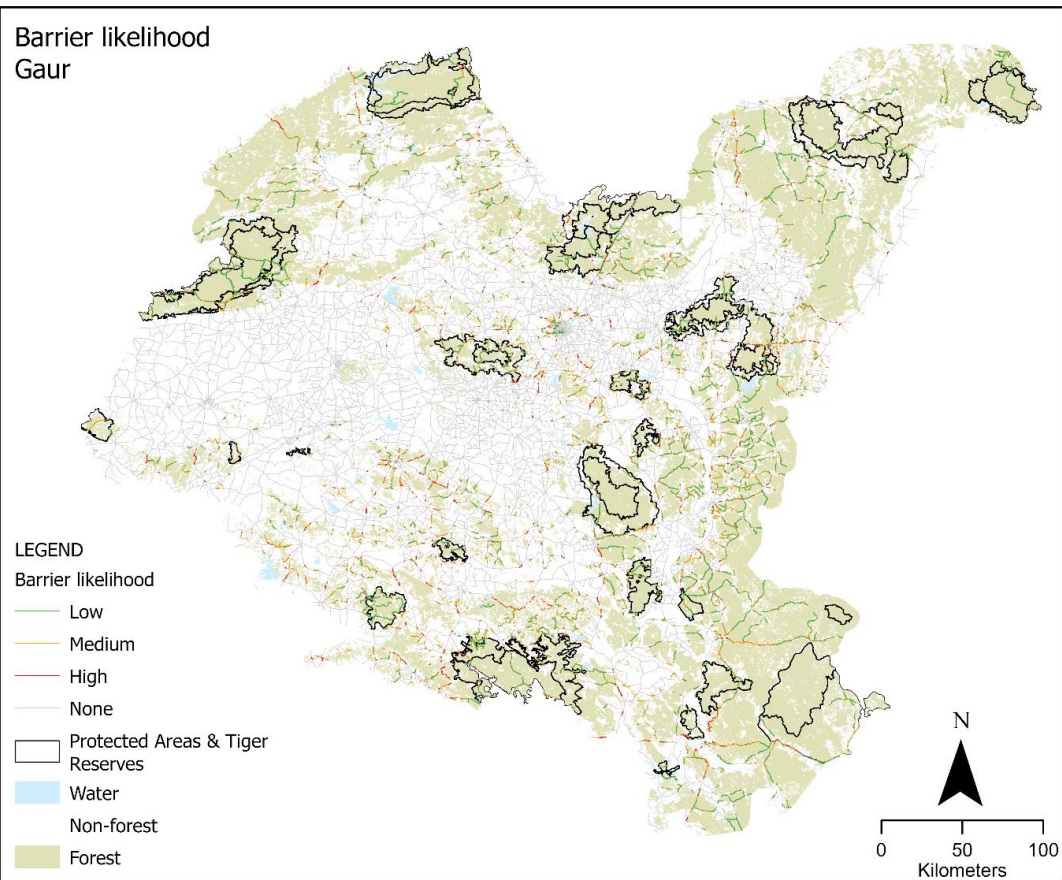 Barrier likelihood
Gaur
LEGEND
Barrier likelihood
Low
Medium
High
None
Protected Areas & Tiger
Reserves
Water
Non-forest
Forest
N
0 50 100
Kilometers